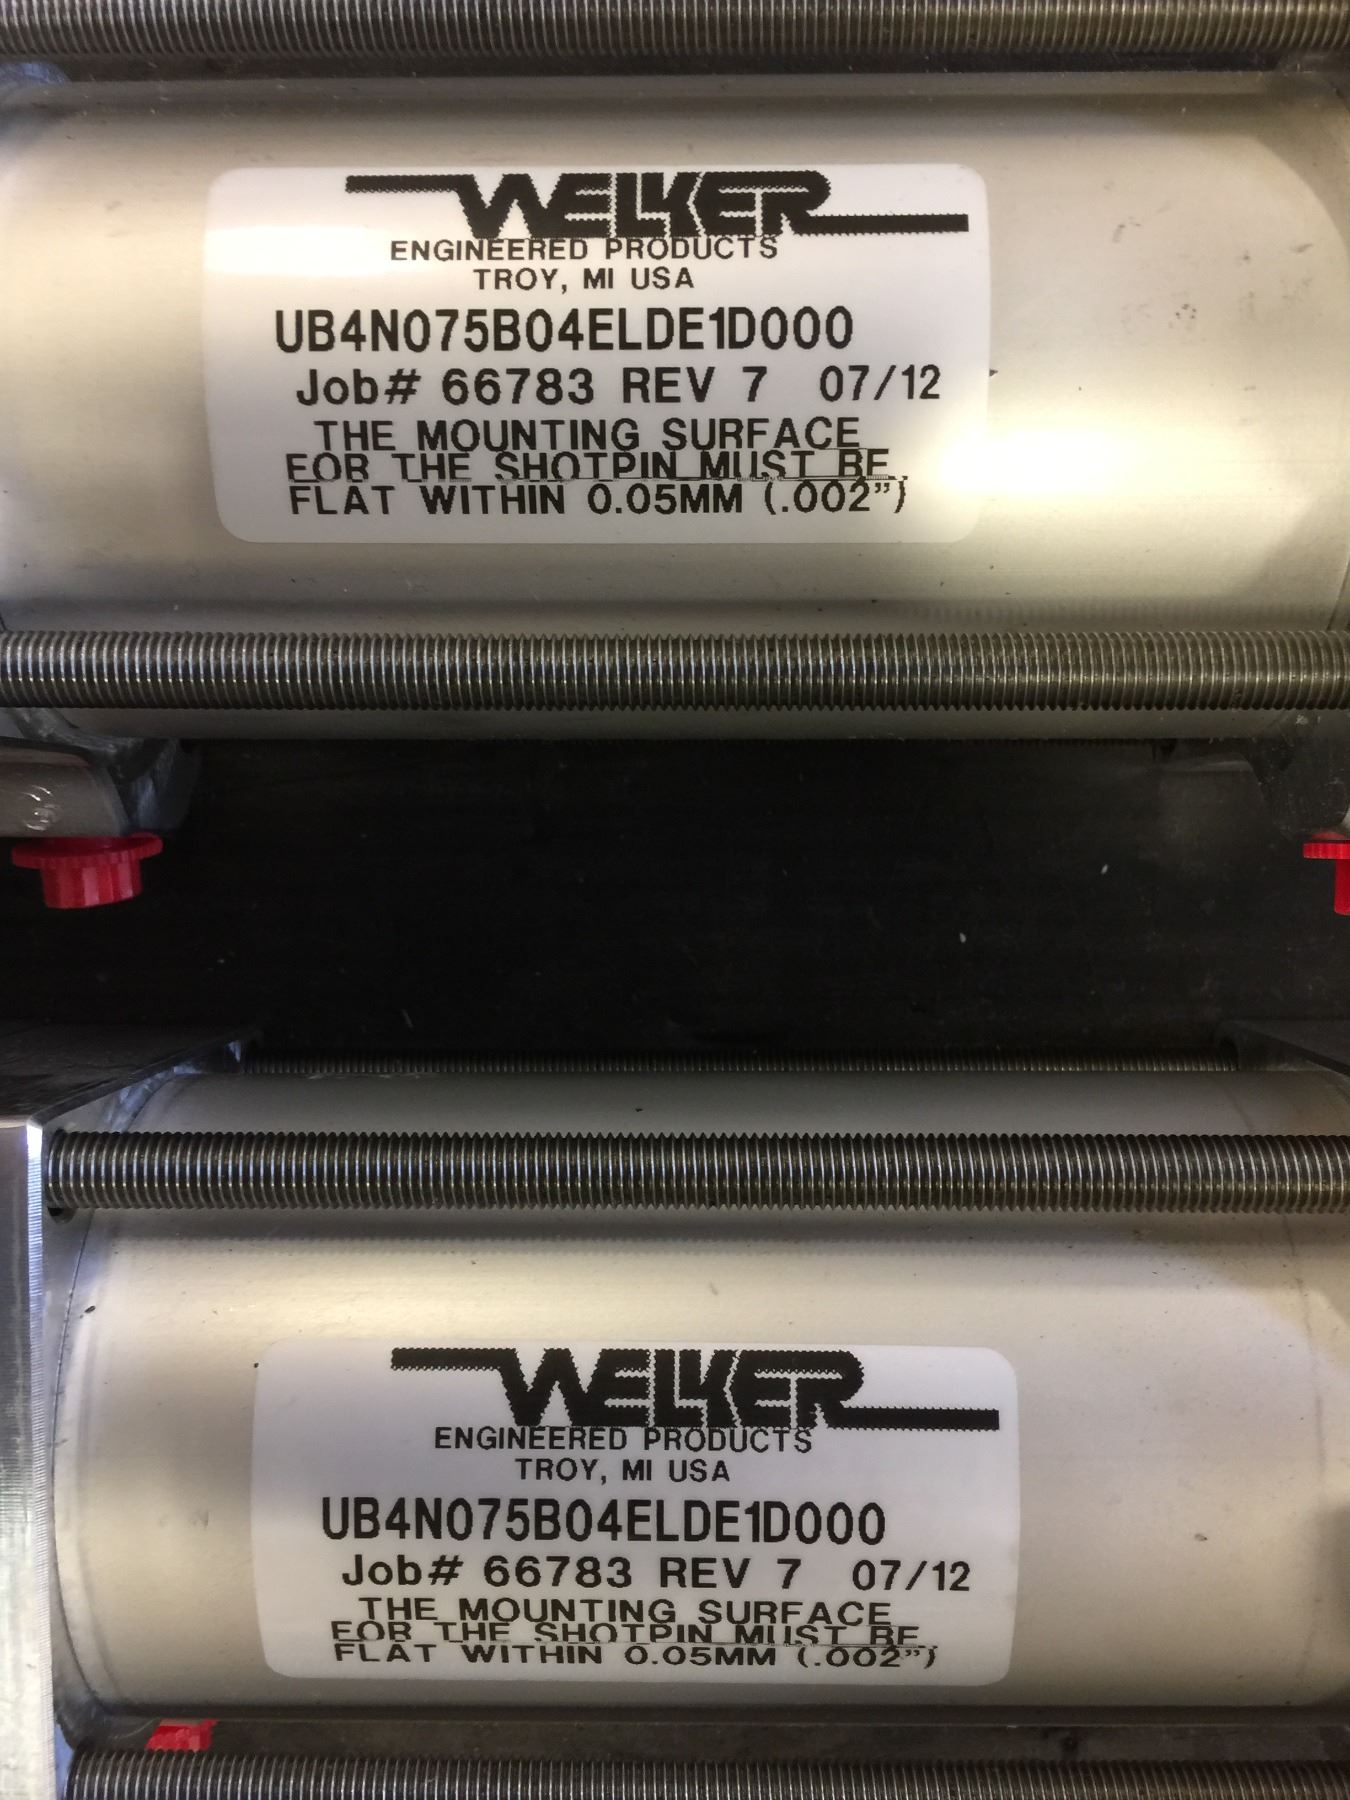 WELKER
ENGINEERED PRODUCTS
TROY, MI USA
UB4N075B04ELDE1D000
Job# 66783 REV 7 07/12
THE MOUNTING SURFACE
FOR THE SHOTPIN MUST BE
FLAT WITHIN 0.05MM (.002")
WELKER
ENGINEERED PRODUCTS
TROY, MI USA
UB4N075B04ELDE1D000
Job# 66783 REV 7 07/12
THE MOUNTING SURFACE
FOR THE SHOTPIN MUST BE
FLAT WITHIN 0.05MM (.002")